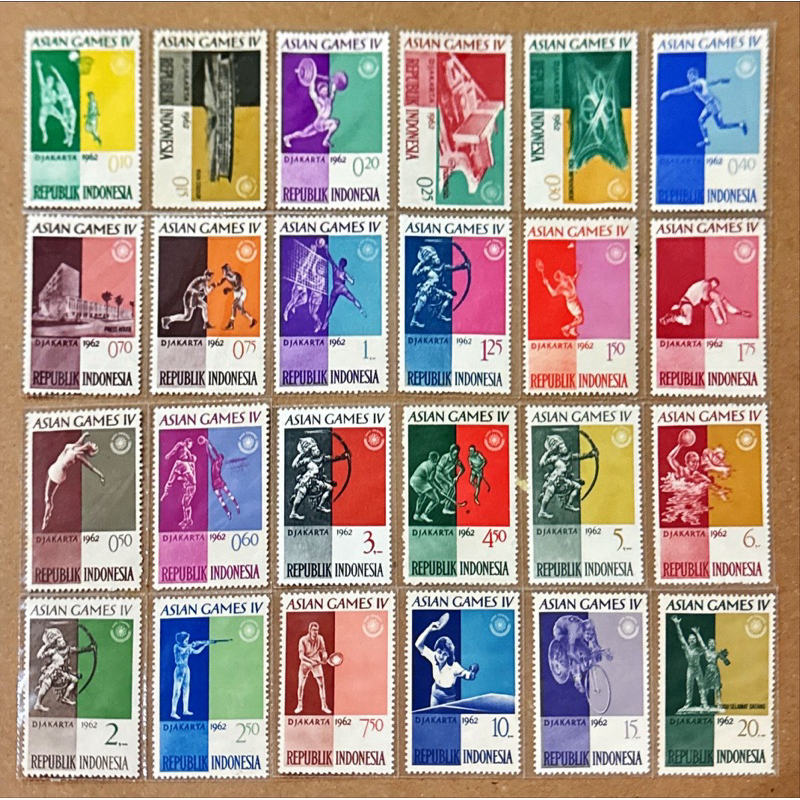 ASIAN GAMES IV
DJAKARTA 1962
0.10
REPUBLIK INDONESIA
ASIAN GAMES IV
DJAKARTA 1962
0.15
REPUBLIK INDONESIA
ASIAN GAMES IV
DJAKARTA 1962
0.20
REPUBLIK INDONESIA
ASIAN GAMES IV
DJAKARTA 1962
0.25
REPUBLIK INDONESIA
ASIAN GAMES IV
DJAKARTA 1962
0.30
REPUBLIK INDONESIA
ASIAN GAMES IV
DJAKARTA 1962
0.40
REPUBLIK INDONESIA
ASIAN GAMES IV
PRESS HOUSE
DJAKARTA 1962
0.70
REPUBLIK INDONESIA
ASIAN GAMES IV
DJAKARTA 1962
0.75
REPUBLIK INDONESIA
ASIAN GAMES IV
DJAKARTA 1962
1,-
REPUBLIK INDONESIA
ASIAN GAMES IV
DJAKARTA 1962
1.25
REPUBLIK INDONESIA
ASIAN GAMES IV
DJAKARTA 1962
1.50
REPUBLIK INDONESIA
ASIAN GAMES IV
DJAKARTA 1962
1.75
REPUBLIK INDONESIA
ASIAN GAMES IV
DJAKARTA 1962
0.50
REPUBLIK INDONESIA
ASIAN GAMES IV
DJAKARTA 1962
0.60
REPUBLIK INDONESIA
ASIAN GAMES IV
DJAKARTA 1962
3,-
REPUBLIK INDONESIA
ASIAN GAMES IV
DJAKARTA 1962
4.50
REPUBLIK INDONESIA
ASIAN GAMES IV
DJAKARTA 1962
5,-
REPUBLIK INDONESIA
ASIAN GAMES IV
DJAKARTA 1962
6,-
REPUBLIK INDONESIA
ASIAN GAMES IV
DJAKARTA 1962
2,-
REPUBLIK INDONESIA
ASIAN GAMES IV
DJAKARTA 1962
2.50
REPUBLIK INDONESIA
ASIAN GAMES IV
DJAKARTA 1962
7.50
REPUBLIK INDONESIA
ASIAN GAMES IV
DJAKARTA 1962
10,-
REPUBLIK INDONESIA
ASIAN GAMES IV
DJAKARTA 1962
15,-
REPUBLIK INDONESIA
ASIAN GAMES IV
TUGU SELAMAT DATANG
DJAKARTA 1962
20,-
REPUBLIK INDONESIA